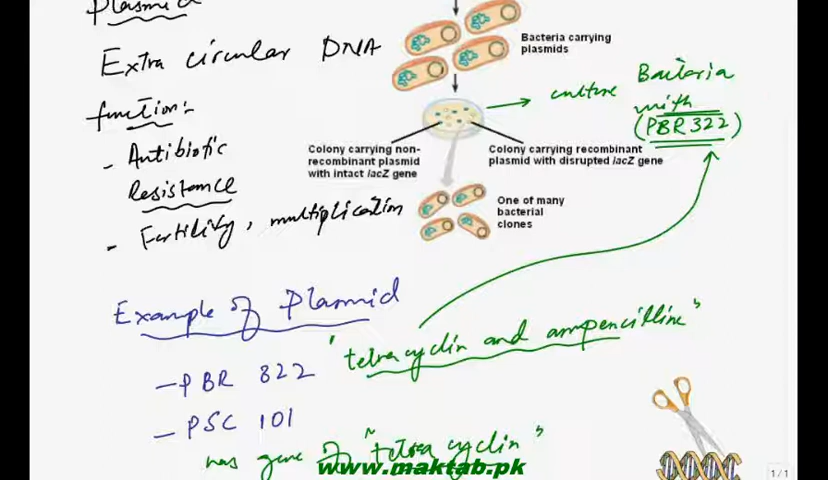 Plasmid
Extra circular DNA
function:-
- Antibiotic
Resistance
- Fertility, multiplication
Bacteria carrying
plasmids
culture Bacteria
with
(PBR322)
Colony carrying non-
recombinant plasmid
with intact lacZ gene
Colony carrying recombinant
plasmid with disrupted lacZ gene
One of many
bacterial
clones
Example of Plasmid
"tetracyclin and ampencilline"
- PBR 322
- PSC 101
has gene of "tetracyclin"
www.maktab.pk
1/1